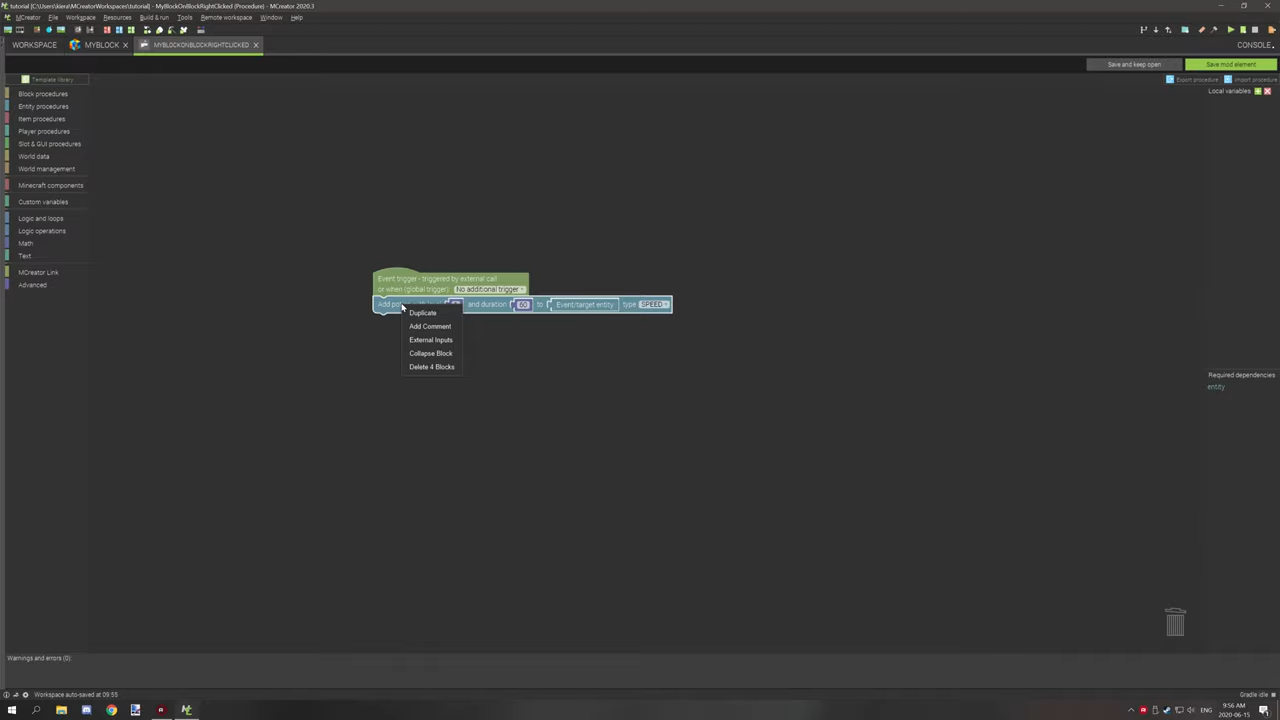 tutorial [C:\Users\kiera\MCreatorWorkspaces\tutorial] - MyBlockOnBlockRightClicked (Procedure) - MCreator 2020.3
MCreator File Workspace Resources Build & run Tools Remote workspace Window Help
WORKSPACE MYBLOCK MYBLOCKONBLOCKRIGHTCLICKED CONSOLE
Save and keep open Save mod element
Template library Export procedure Import procedure
Block procedures
Local variables
Entity procedures
Item procedures
Player procedures
Slot & GUI procedures
World data
World management
Minecraft components
Custom variables
Logic and loops
Logic operations
Math
Text
MCreator Link
Advanced
Event trigger - triggered by external call
or when (global trigger): No additional trigger
Add and duration 60 to Event/target entity type SPEED
Duplicate
Add Comment
External Inputs
Collapse Block
Delete 4 Blocks
Required dependencies
entity
Warnings and errors (0):
Workspace auto-saved at 09:55 Gradle idle
ENG 9:56 AM
2020-06-15